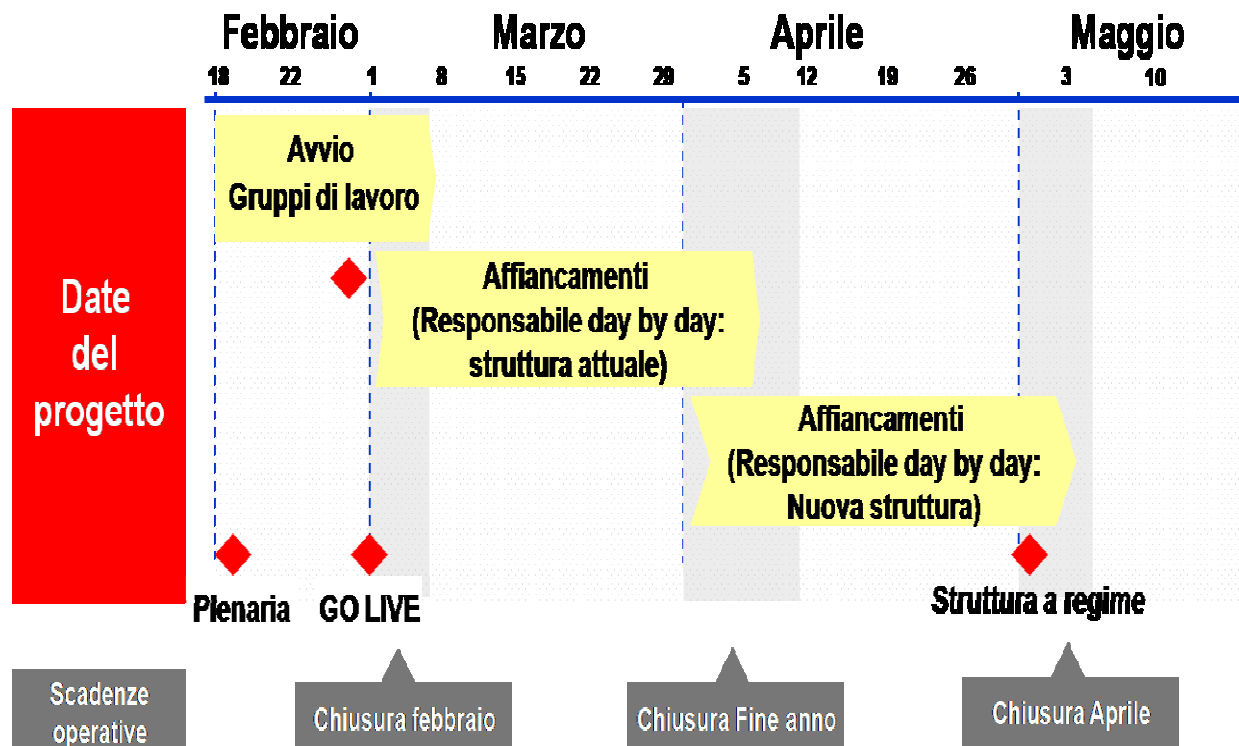 Febbraio Marzo Aprile Maggio
18 22 1 8 15 22 29 5 12 19 26 3 10
Date
del
progetto
Avvio
Gruppi di lavoro
Affiancamenti
(Responsabile day by day:
struttura attuale)
Affiancamenti
(Responsabile day by day:
Nuova struttura)
Plenaria GO LIVE Struttura a regime
Scadenze
operative
Chiusura febbraio Chiusura Fine anno Chiusura Aprile